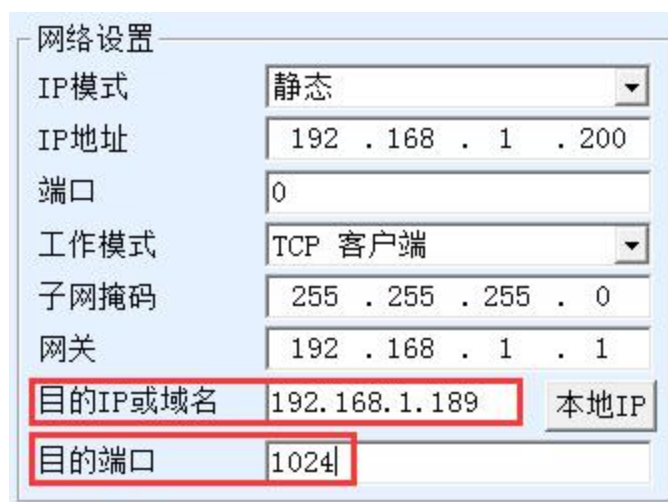 网络设置
IP模式 静态
IP地址 192 . 168 . 1 . 200
端口 0
工作模式 TCP 客户端
子网掩码 255 . 255 . 255 . 0
网关 192 . 168 . 1 . 1
目的IP或域名 192.168.1.189 本地IP
目的端口 1024